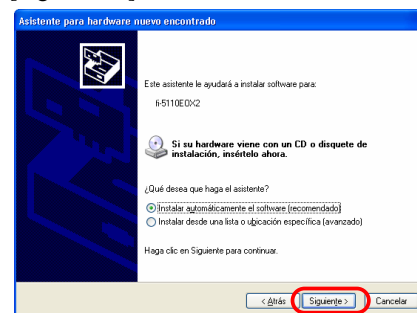 Asistente para hardware nuevo encontrado
Este asistente le ayudará a instalar software para:
fi-5110EOX2
Si su hardware viene con un CD o disquete de
instalación, insértelo ahora.
¿Qué desea que haga el asistente?
Instalar automáticamente el software (recomendado)
Instalar desde una lista o ubicación específica (avanzado)
Haga clic en Siguiente para continuar.
< Atrás Siguiente > Cancelar